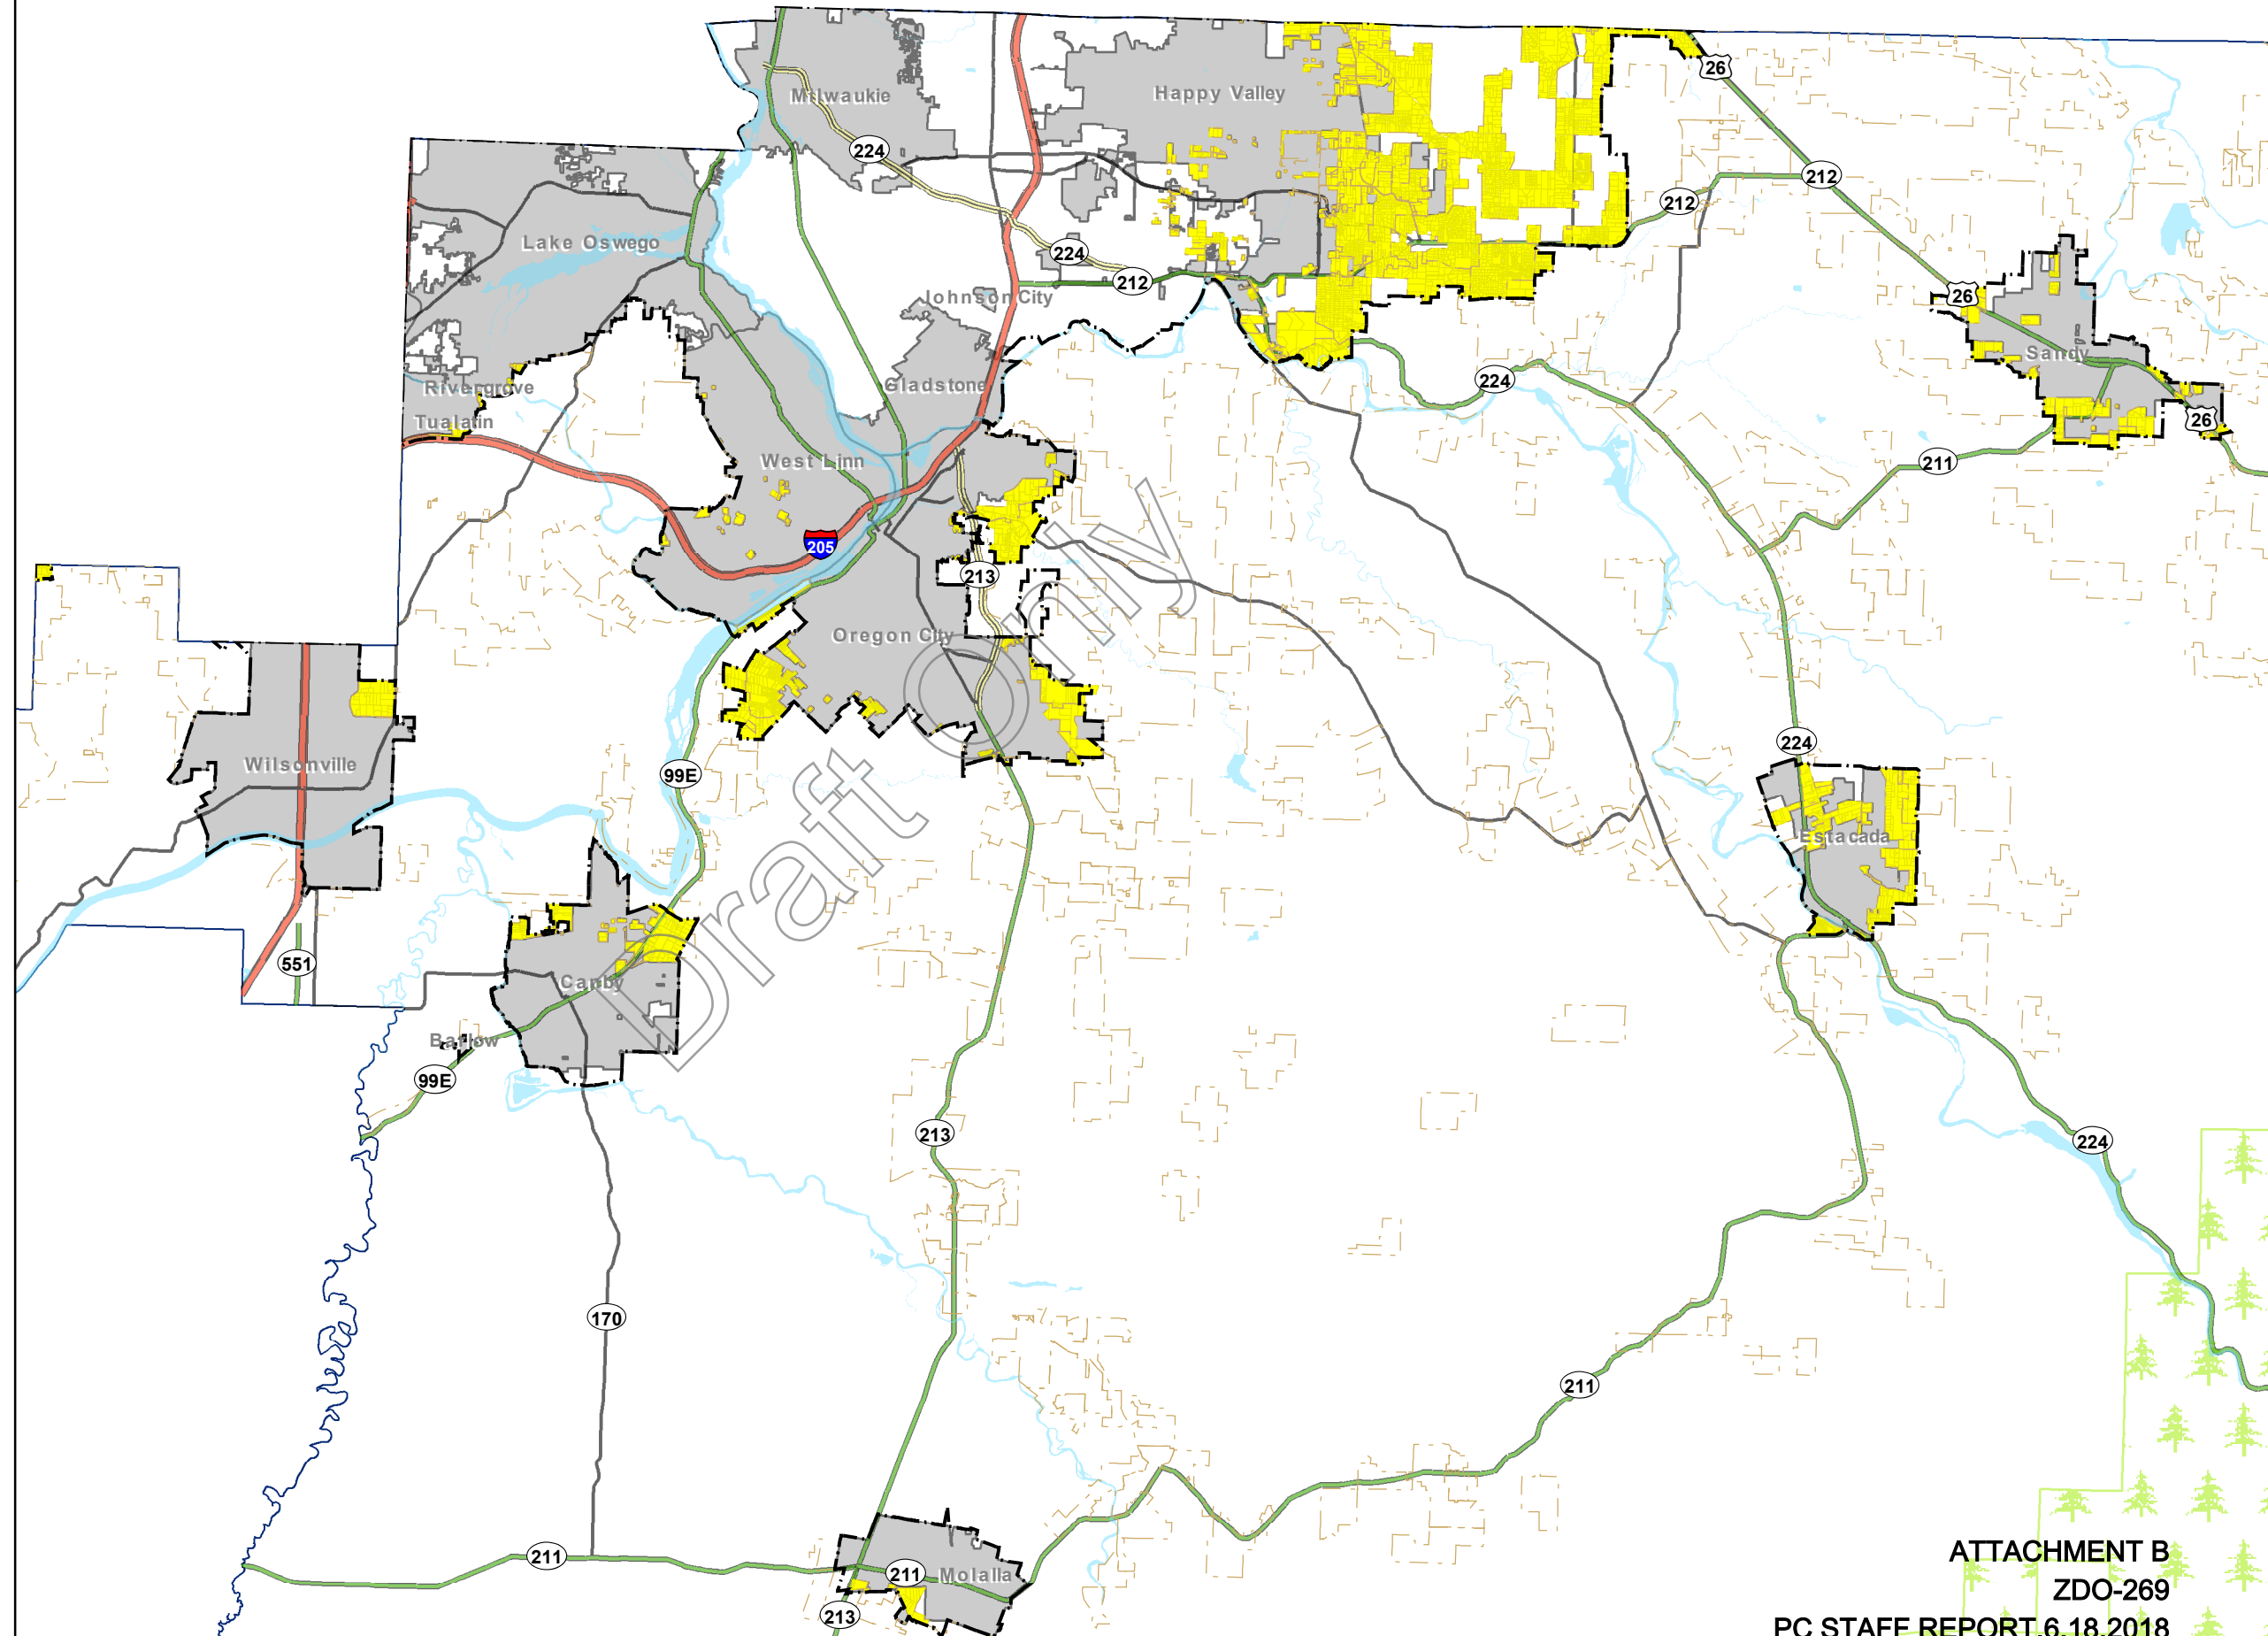 26
Milwaukie
Happy Valley
224
212
212
Lake Oswego
224
212
Johnson City
26
Sandy
Rivergrove
Gladstone
224
Tualatin
26
West Linn
211
205
213
Oregon City
224
Wilsonville
99E
Estacada
Draft Only
551
Canby
Barlow
99E
213
224
170
211
211
211
Molalla
213
ATTACHMENT B
ZDO-269
PC STAFF REPORT,6.18.2018